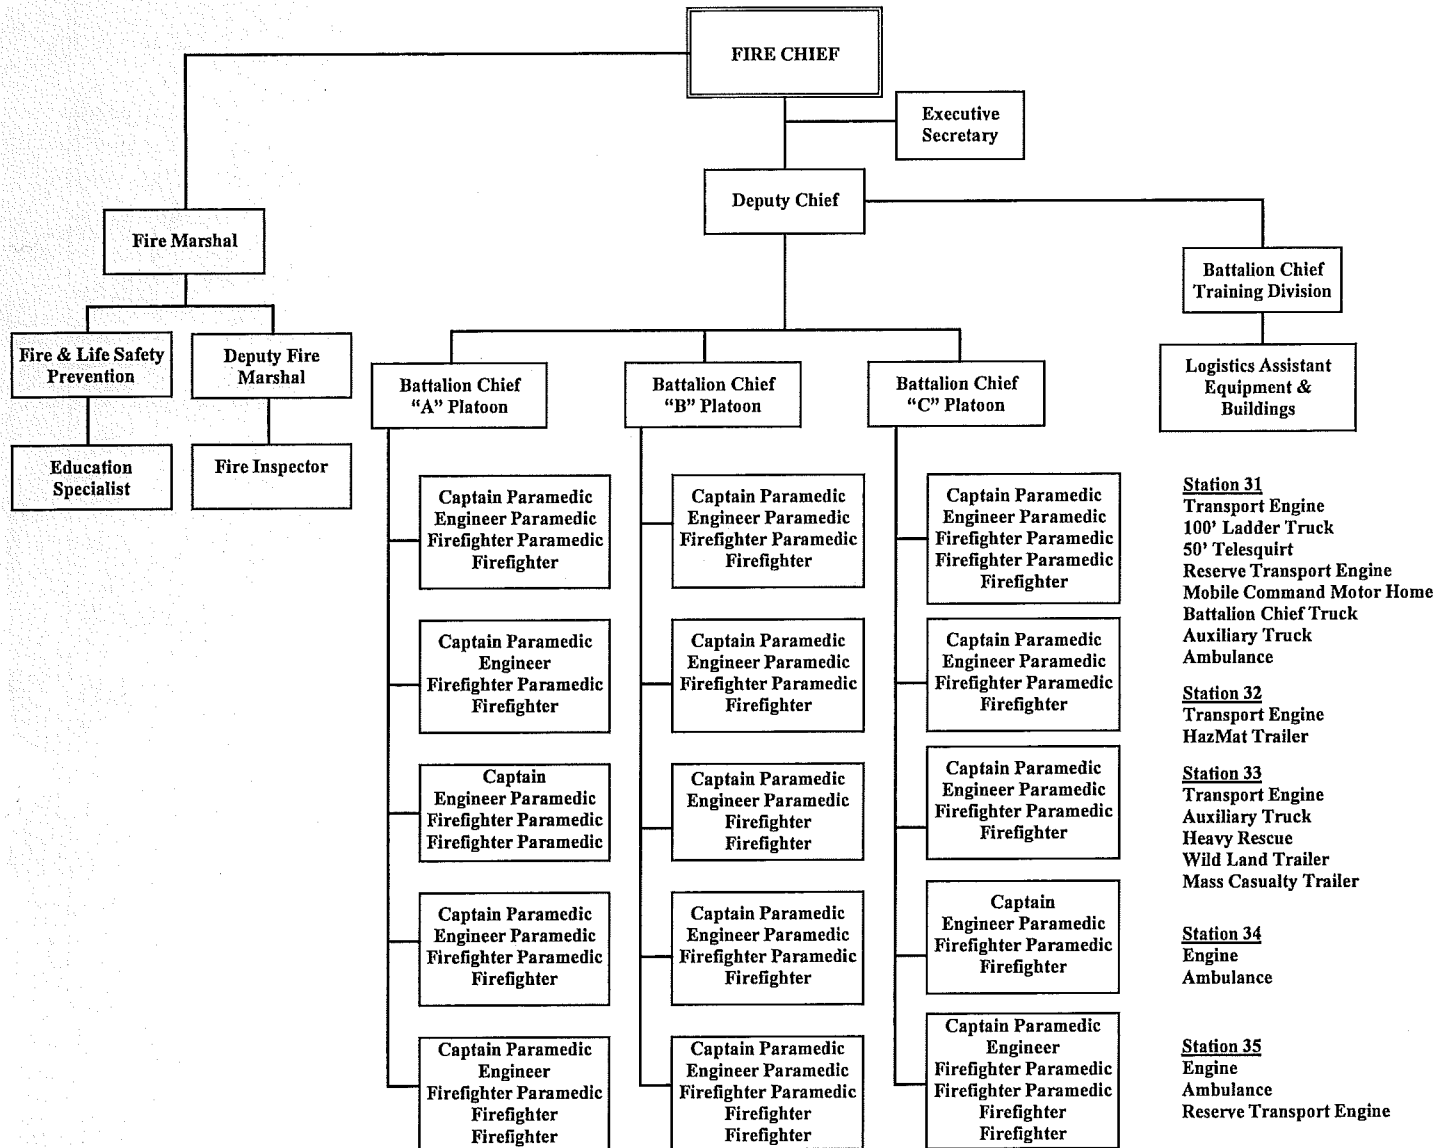 FIRE CHIEF
Executive
Secretary
Deputy Chief
Fire Marshal
Battalion Chief
Training Division
Fire & Life Safety
Prevention
Deputy Fire
Marshal
Logistics Assistant
Equipment &
Buildings
Education
Specialist
Fire Inspector
Battalion Chief
“A” Platoon
Captain Paramedic
Engineer Paramedic
Firefighter Paramedic
Firefighter
Captain Paramedic
Engineer
Firefighter Paramedic
Firefighter
Captain
Engineer Paramedic
Firefighter Paramedic
Firefighter Paramedic
Captain Paramedic
Engineer Paramedic
Firefighter Paramedic
Firefighter
Captain Paramedic
Engineer
Firefighter Paramedic
Firefighter
Firefighter
Battalion Chief
“B” Platoon
Captain Paramedic
Engineer Paramedic
Firefighter Paramedic
Firefighter
Captain Paramedic
Engineer Paramedic
Firefighter Paramedic
Firefighter
Captain Paramedic
Engineer Paramedic
Firefighter
Firefighter
Captain Paramedic
Engineer Paramedic
Firefighter Paramedic
Firefighter
Captain Paramedic
Engineer Paramedic
Firefighter Paramedic
Firefighter
Firefighter
Battalion Chief
“C” Platoon
Captain Paramedic
Engineer Paramedic
Firefighter Paramedic
Firefighter Paramedic
Firefighter
Captain Paramedic
Engineer Paramedic
Firefighter Paramedic
Firefighter
Captain Paramedic
Engineer Paramedic
Firefighter Paramedic
Firefighter
Captain
Engineer Paramedic
Firefighter Paramedic
Firefighter
Captain Paramedic
Engineer
Firefighter Paramedic
Firefighter Paramedic
Firefighter
Firefighter
Station 31
Transport Engine
100' Ladder Truck
50' Telesquirt
Reserve Transport Engine
Mobile Command Motor Home
Battalion Chief Truck
Auxiliary Truck
Ambulance
Station 32
Transport Engine
HazMat Trailer
Station 33
Transport Engine
Auxiliary Truck
Heavy Rescue
Wild Land Trailer
Mass Casualty Trailer
Station 34
Engine
Ambulance
Station 35
Engine
Ambulance
Reserve Transport Engine